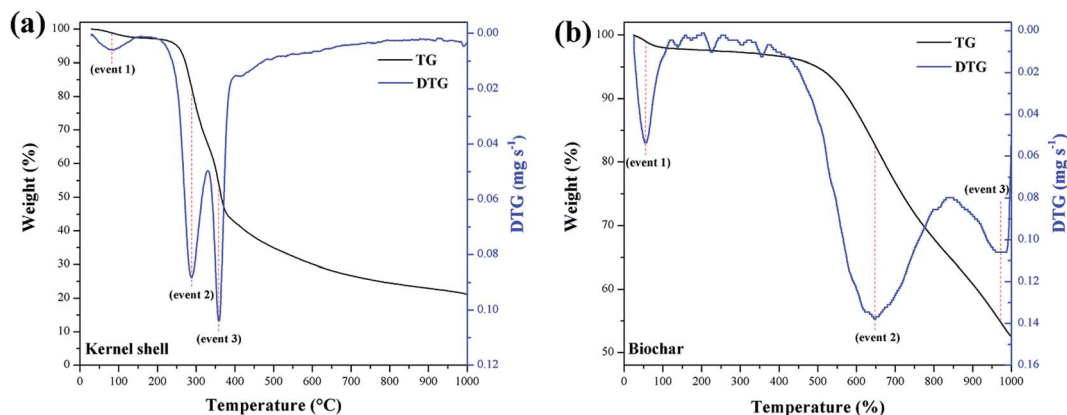 (a)
100
90
80
70
60
50
40
30
20
10
0
Weight (%)
0 100 200 300 400 500 600 700 800 900 1000
Temperature (°C)
0.00
0.02
0.04
0.06
0.08
0.10
0.12
DTG (mg s⁻¹)
TG
DTG
(event 1)
(event 2)
(event 3)
Kernel shell
(b)
100
90
80
70
60
50
Weight (%)
0 100 200 300 400 500 600 700 800 900 1000
Temperature (%)
0.00
0.02
0.04
0.06
0.08
0.10
0.12
0.14
0.16
DTG (mg s⁻¹)
TG
DTG
(event 1)
(event 3)
(event 2)
Biochar